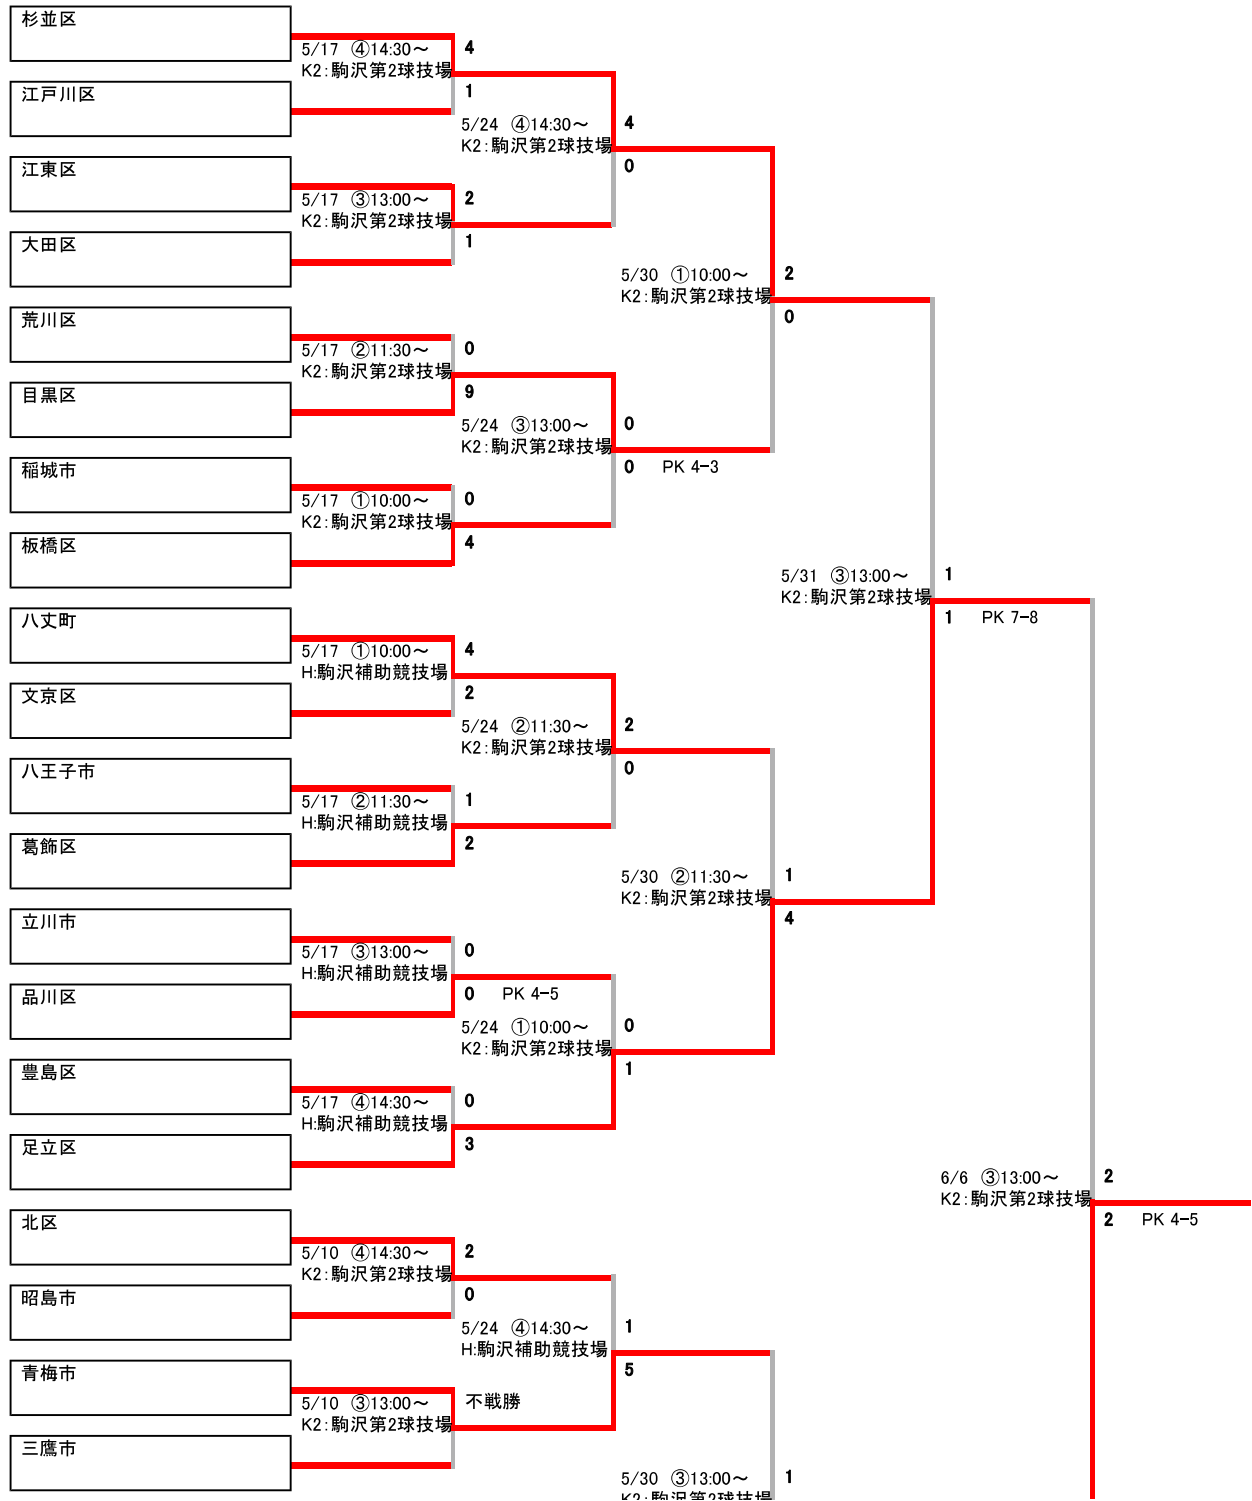 杉並区
5/17 ④14:30～
K2：駒沢第2球技場
4
1
江戸川区
5/24 ④14:30～
K2：駒沢第2球技場
4
0
江東区
5/17 ③13:00～
K2：駒沢第2球技場
2
1
大田区
5/30 ①10:00～
K2：駒沢第2球技場
2
0
荒川区
5/17 ②11:30～
K2：駒沢第2球技場
0
9
目黒区
5/24 ③13:00～
K2：駒沢第2球技場
0
0 PK 4-3
稲城市
5/17 ①10:00～
K2：駒沢第2球技場
0
4
板橋区
5/31 ③13:00～
K2：駒沢第2球技場
1
1 PK 7-8
八丈町
5/17 ①10:00～
H:駒沢補助競技場
4
2
文京区
5/24 ②11:30～
K2：駒沢第2球技場
2
0
八王子市
5/17 ②11:30～
H:駒沢補助競技場
1
2
葛飾区
5/30 ②11:30～
K2：駒沢第2球技場
1
4
立川市
5/17 ③13:00～
H:駒沢補助競技場
0
0 PK 4-5
品川区
5/24 ①10:00～
K2：駒沢第2球技場
0
1
豊島区
5/17 ④14:30～
H:駒沢補助競技場
0
3
足立区
6/6 ③13:00～
K2：駒沢第2球技場
2
2 PK 4-5
北区
5/10 ④14:30～
K2：駒沢第2球技場
2
0
昭島市
5/24 ④14:30～
H:駒沢補助競技場
1
5
青梅市
5/10 ③13:00～
K2：駒沢第2球技場
不戦勝
三鷹市
5/30 ③13:00～
K2：駒沢第2球技場
1